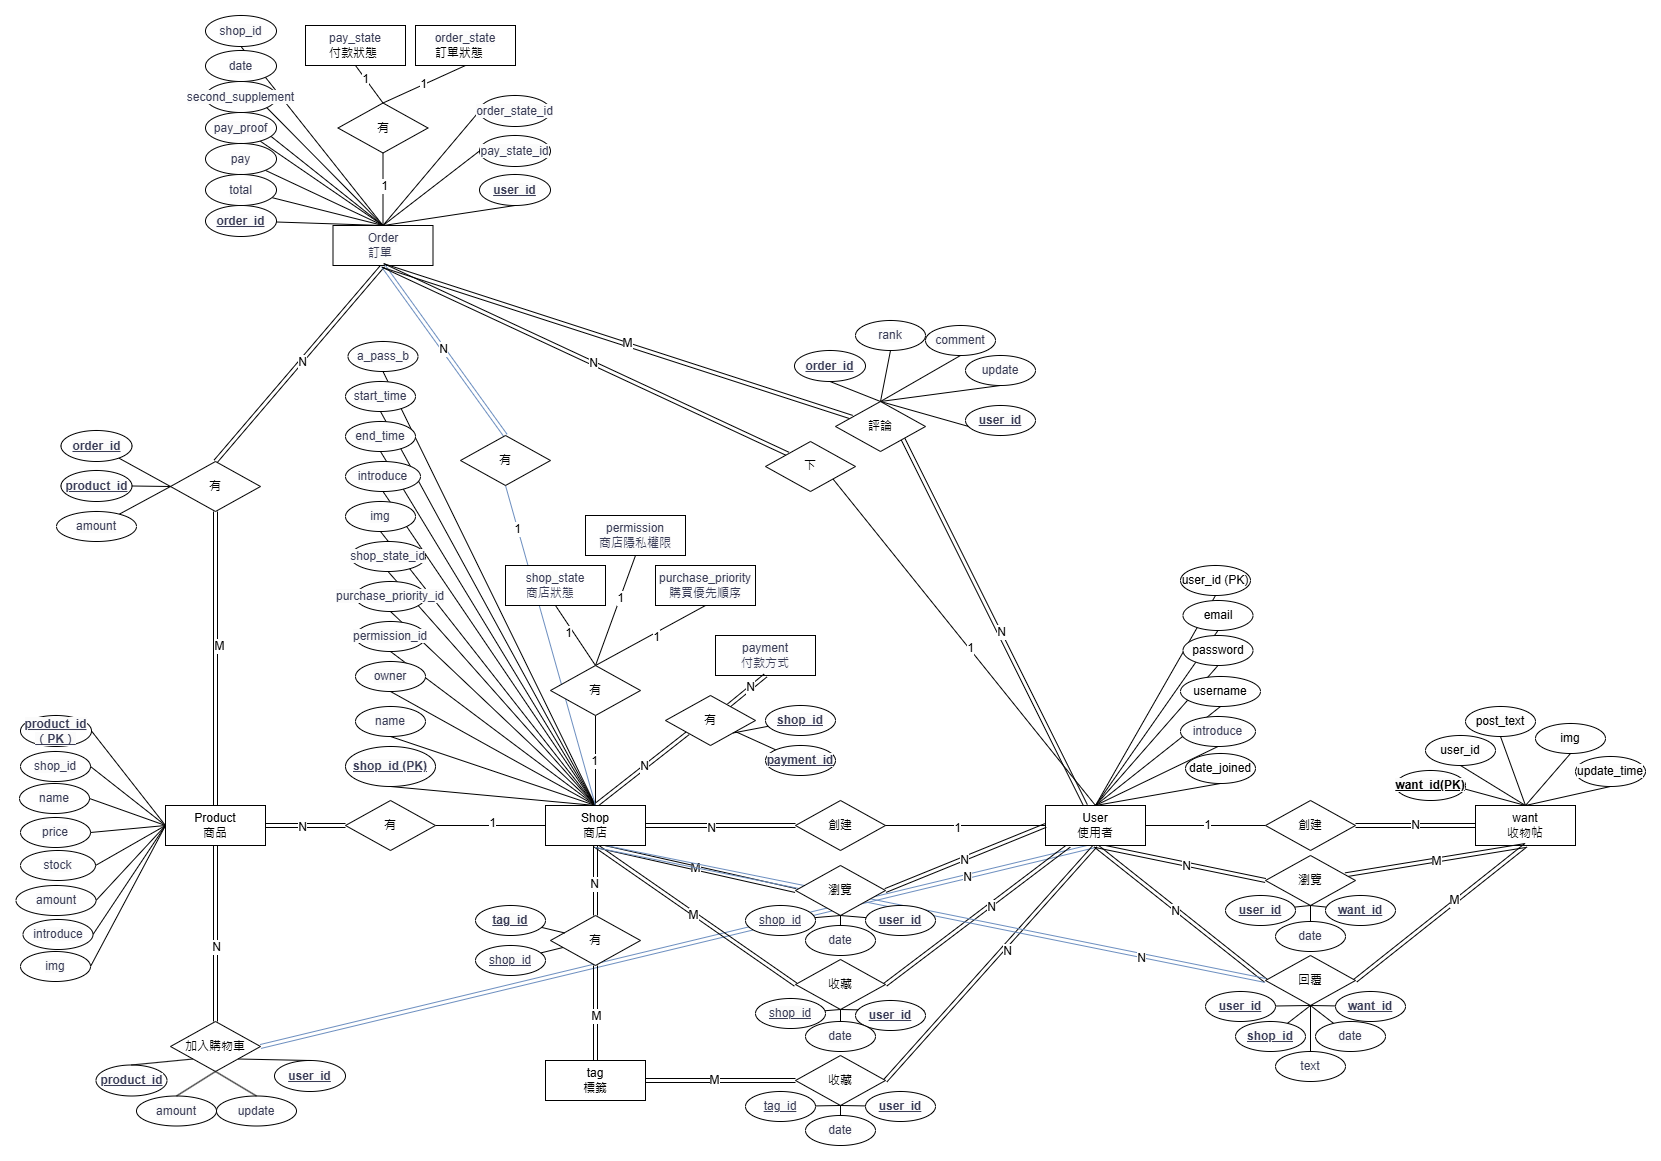 shop_id
date
second_supplement
pay_proof
pay
total
order_id
pay_state
付款狀態
order_state
訂單狀態
1
1
有
1
order_state_id
pay_state_id
user_id
Order
訂單
N
N
N
M
order_id
product_id
amount
有
M
a_pass_b
start_time
end_time
introduce
img
shop_state_id
purchase_priority_id
permission_id
owner
name
shop_id (PK)
有
1
下
1
order_id
rank
comment
update
user_id
評論
N
permission
商店隱私權限
shop_state
商店狀態
purchase_priority
購買優先順序
1
1
1
有
1
payment
付款方式
N
有
N
shop_id
payment_id
user_id (PK)
email
password
username
introduce
date_joined
want_id(PK)
user_id
post_text
img
update_time
product_id
( PK )
shop_id
name
price
stock
amount
introduce
img
Product
商品
N
有
1
Shop
商店
N
創建
1
User
使用者
1
創建
N
want
收物帖
M
瀏覽
N
N
shop_id
user_id
date
N
瀏覽
M
user_id
want_id
date
N
有
M
tag_id
shop_id
M
收藏
N
shop_id
user_id
date
N
N
M
回覆
user_id
want_id
shop_id
date
text
N
加入購物車
product_id
user_id
amount
update
tag
標籤
M
收藏
N
tag_id
user_id
date